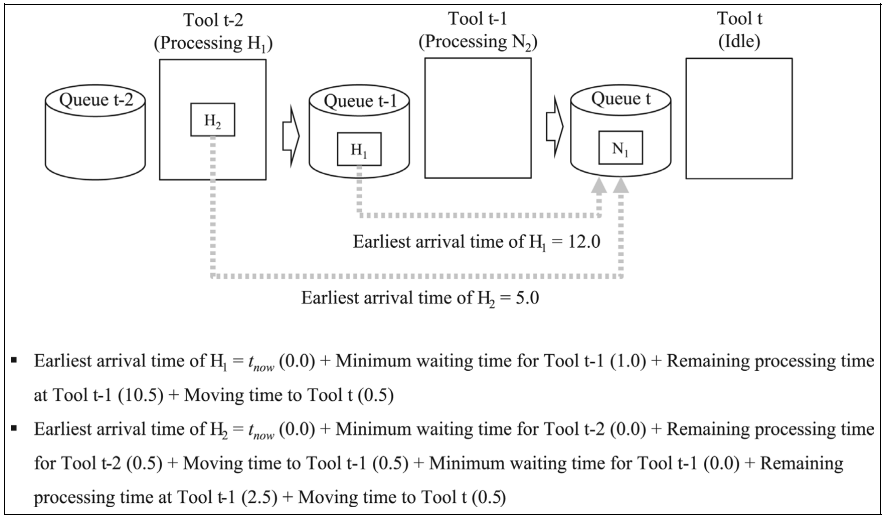 Tool t-2
(Processing H₁)
Tool t-1
(Processing N₂)
Tool t
(Idle)
Queue t-2
H₂
Queue t-1
H₁
Queue t
N₁
Earliest arrival time of H₁ = 12.0
Earliest arrival time of H₂ = 5.0
▪ Earliest arrival time of H₁ = tₙₒw (0.0) + Minimum waiting time for Tool t-1 (1.0) + Remaining processing time
at Tool t-1 (10.5) + Moving time to Tool t (0.5)
▪ Earliest arrival time of H₂ = tₙₒw (0.0) + Minimum waiting time for Tool t-2 (0.0) + Remaining processing time
for Tool t-2 (0.5) + Moving time to Tool t-1 (0.5) + Minimum waiting time for Tool t-1 (0.0) + Remaining
processing time at Tool t-1 (2.5) + Moving time to Tool t (0.5)